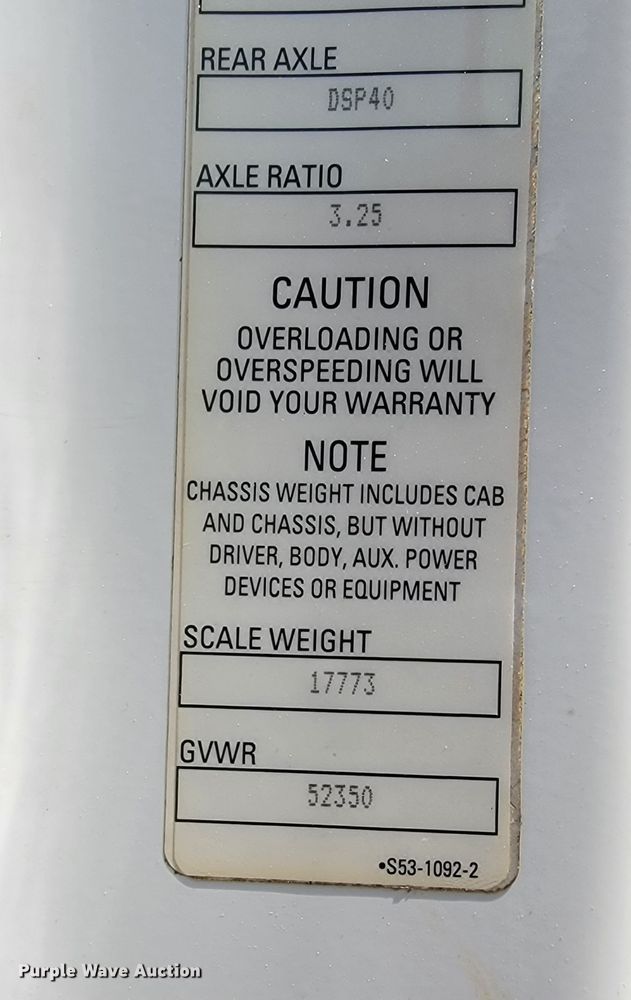 REAR AXLE
DSP40
AXLE RATIO
3.25
CAUTION
OVERLOADING OR
OVERSPEEDING WILL
VOID YOUR WARRANTY
NOTE
CHASSIS WEIGHT INCLUDES CAB
AND CHASSIS, BUT WITHOUT
DRIVER, BODY, AUX. POWER
DEVICES OR EQUIPMENT
SCALE WEIGHT
17773
GVWR
52350
•S53-1092-2
Purple Wave Auction